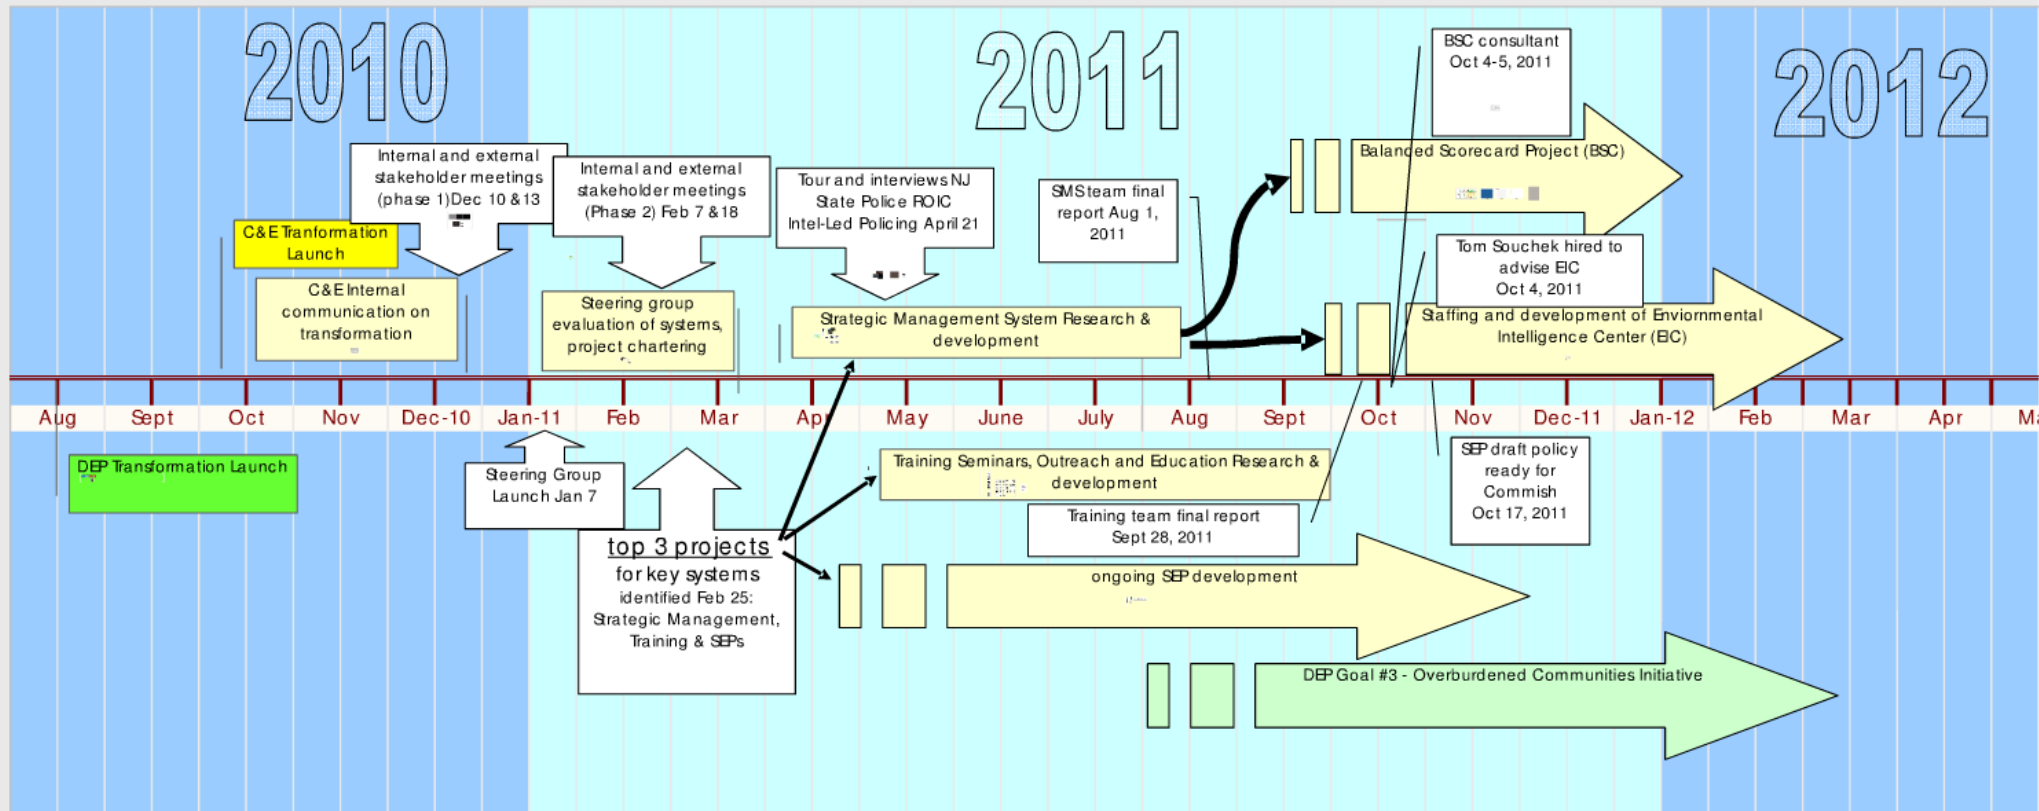 2010
2011
2012
BSC consultant
Oct 4-5, 2011
Internal and external
stakeholder meetings
(phase 1)Dec 10 &13
Internal and external
stakeholder meetings
(Phase 2) Feb 7 &18
Tour and interviews NJ
State Police ROIC
Intel-Led Policing April 21
SMS team final
report Aug 1,
2011
Balanced Scorecard Project (BSC)
C&E Tranformation
Launch
C&E Internal
communication on
transformation
Steering group
evaluation of systems,
project chartering
Strategic Management System Research &
development
Tom Souchek hired to
advise EIC
Oct 4, 2011
Staffing and development of Enviornmental
Intelligence Center (EIC)
Aug Sept Oct Nov Dec-10 Jan-11 Feb Mar Apr May June July Aug Sept Oct Nov Dec-11 Jan-12 Feb Mar Apr
DEP Transformation Launch
Steering Group
Launch Jan 7
top 3 projects
for key systems
identified Feb 25:
Strategic Management,
Training & SEPs
Training Seminars, Outreach and Education Research &
development
Training team final report
Sept 28, 2011
SEP draft policy
ready for
Commish
Oct 17, 2011
ongoing SEP development
DEP Goal #3 - Overburdened Communities Initiative